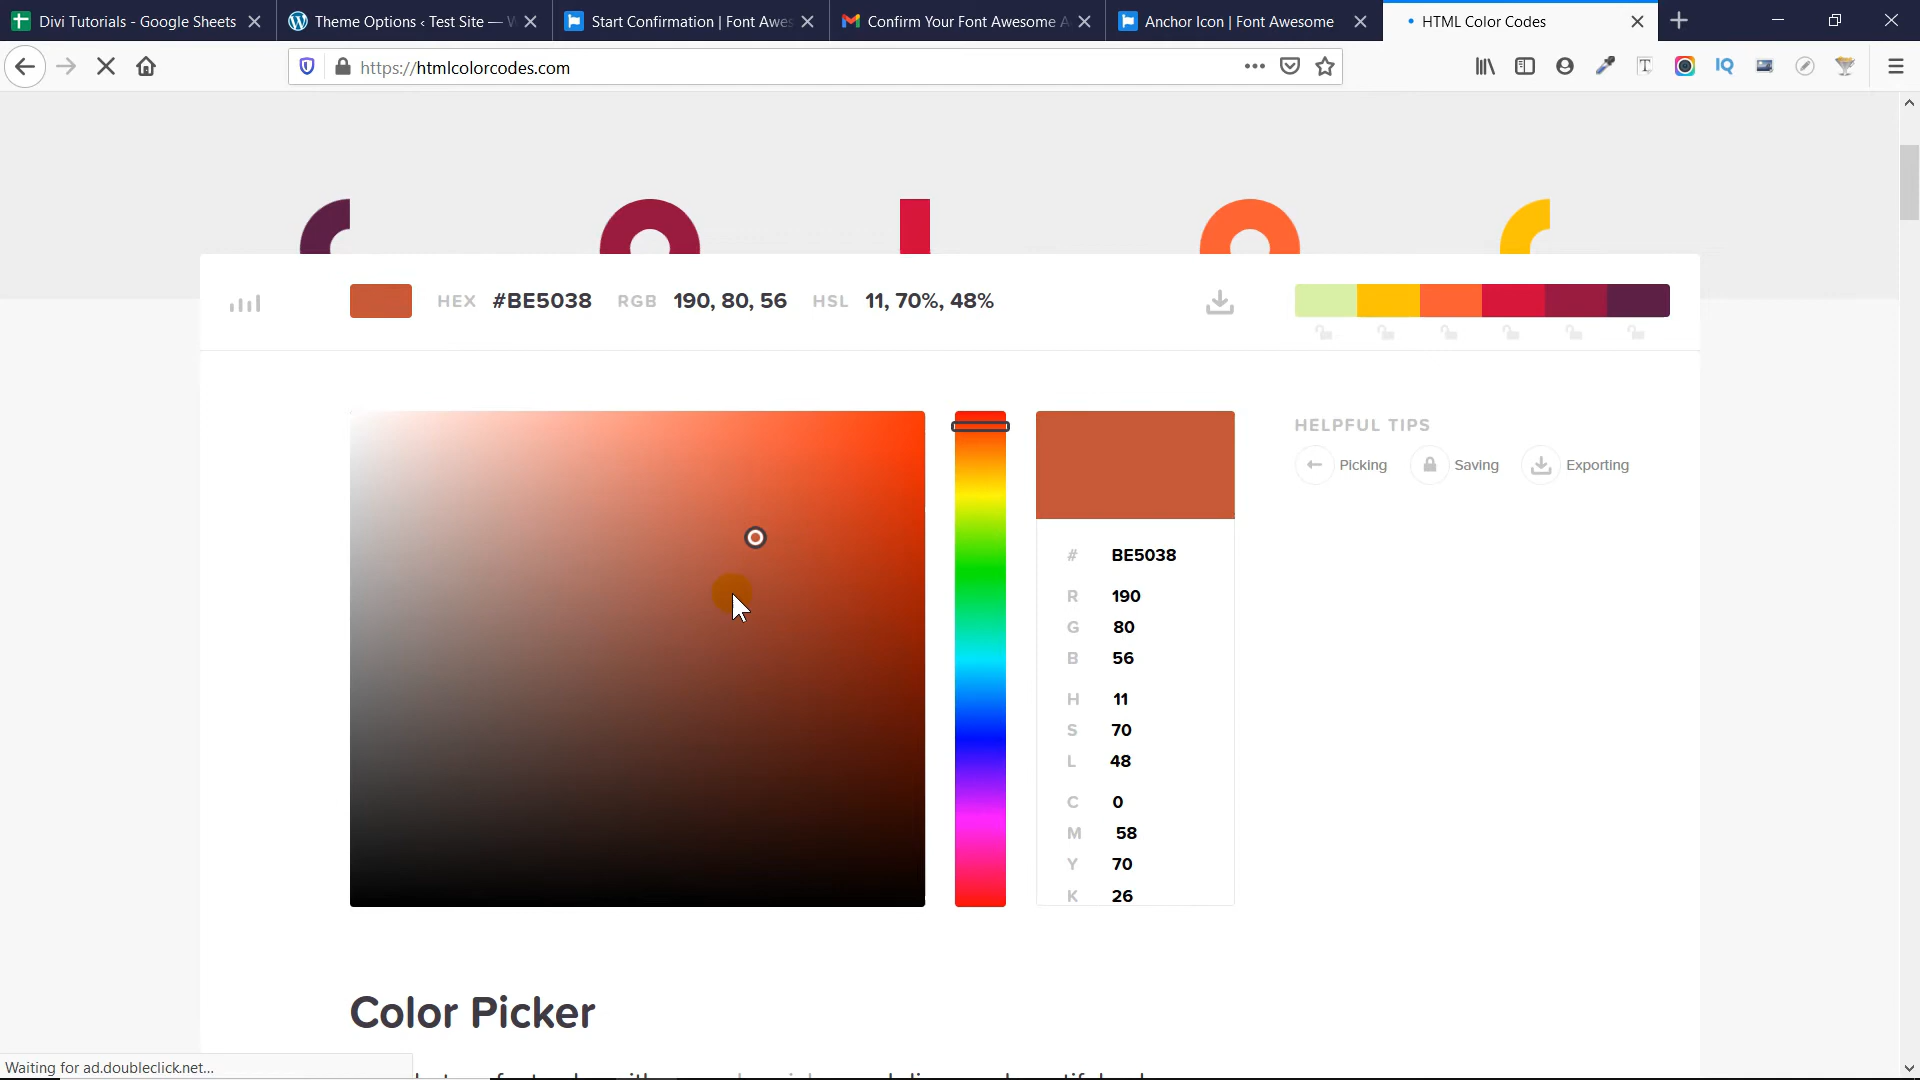 Divi Tutorials - Google Sheets
Theme Options ‹ Test Site — W
Start Confirmation | Font Awes
Confirm Your Font Awesome A
Anchor Icon | Font Awesome
HTML Color Codes
https://htmlcolorcodes.com
HEX #BE5038 RGB 190, 80, 56 HSL 11, 70%, 48%
HELPFUL TIPS
Picking Saving Exporting
# BE5038
R 190
G 80
B 56
H 11
S 70
L 48
C 0
M 58
Y 70
K 26
Color Picker
Waiting for ad.doubleclick.net...